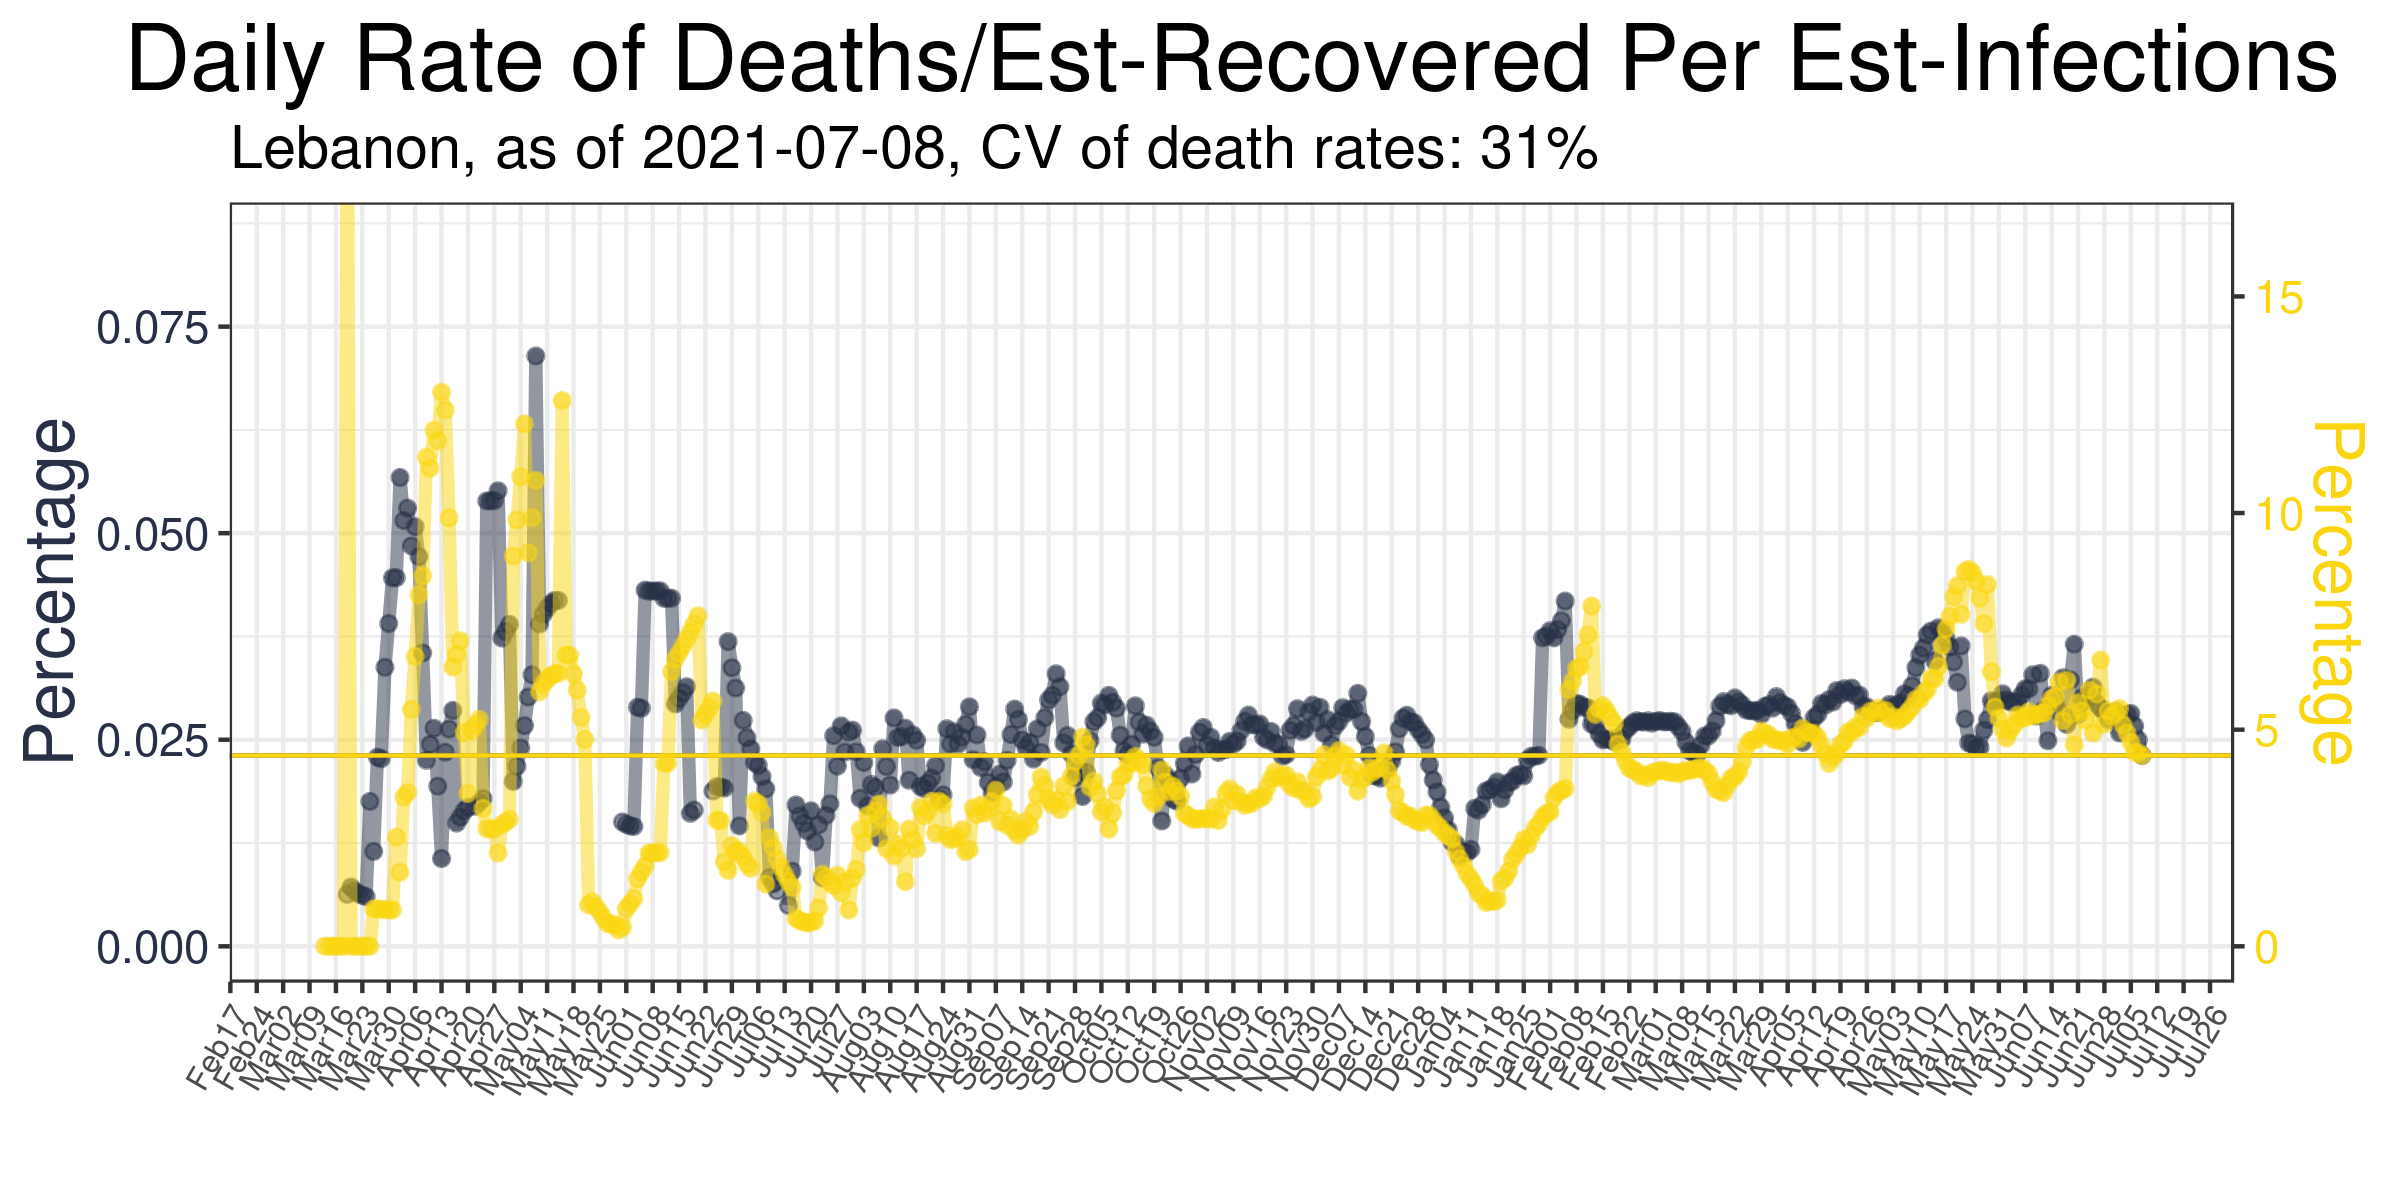 Daily Rate of Deaths/Est-Recovered Per Est-Infections
Lebanon, as of 2021-07-08, CV of death rates: 31%
Percentage
0.075
0.050
0.025
0.000
15
10
5
0
Percentage
Feb17
Feb24
Mar02
Mar09
Mar16
Mar23
Mar30
Apr06
Apr13
Apr20
Apr27
May04
May11
May18
May25
Jun01
Jun08
Jun15
Jun22
Jun29
Jul06
Jul13
Jul20
Jul27
Aug03
Aug10
Aug17
Aug24
Aug31
Sep07
Sep14
Sep21
Sep28
Oct05
Oct12
Oct19
Oct26
Nov02
Nov09
Nov16
Nov23
Nov30
Dec07
Dec14
Dec21
Dec28
Jan04
Jan11
Jan18
Jan25
Feb01
Feb08
Feb15
Feb22
Mar01
Mar08
Mar15
Mar22
Mar29
Apr05
Apr12
Apr19
Apr26
May03
May10
May17
May24
May31
Jun07
Jun14
Jun21
Jun28
Jul05
Jul12
Jul19
Jul26